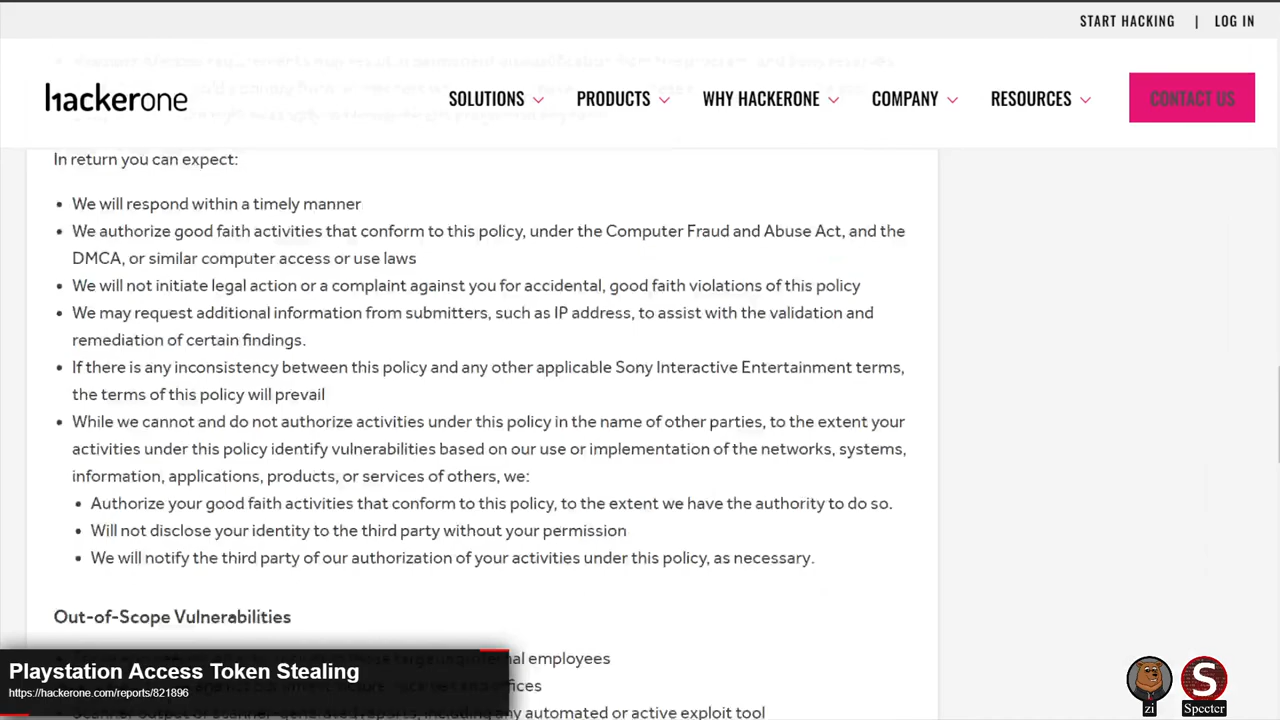 START HACKING | LOG IN
hackerone
SOLUTIONS PRODUCTS WHY HACKERONE COMPANY RESOURCES CONTACT US
In return you can expect:
• We will respond within a timely manner
• We authorize good faith activities that conform to this policy, under the Computer Fraud and Abuse Act, and the
DMCA, or similar computer access or use laws
• We will not initiate legal action or a complaint against you for accidental, good faith violations of this policy
• We may request additional information from submitters, such as IP address, to assist with the validation and
remediation of certain findings.
• If there is any inconsistency between this policy and any other applicable Sony Interactive Entertainment terms,
the terms of this policy will prevail
• While we cannot and do not authorize activities under this policy in the name of other parties, to the extent your
activities under this policy identify vulnerabilities based on our use or implementation of the networks, systems,
information, applications, products, or services of others, we:
• Authorize your good faith activities that conform to this policy, to the extent we have the authority to do so.
• Will not disclose your identity to the third party without your permission
• We will notify the third party of our authorization of your activities under this policy, as necessary.
Out-of-Scope Vulnerabilities
employees
any automated or active exploit tool
Playstation Access Token Stealing
https://hackerone.com/reports/821896
S
zi Specter